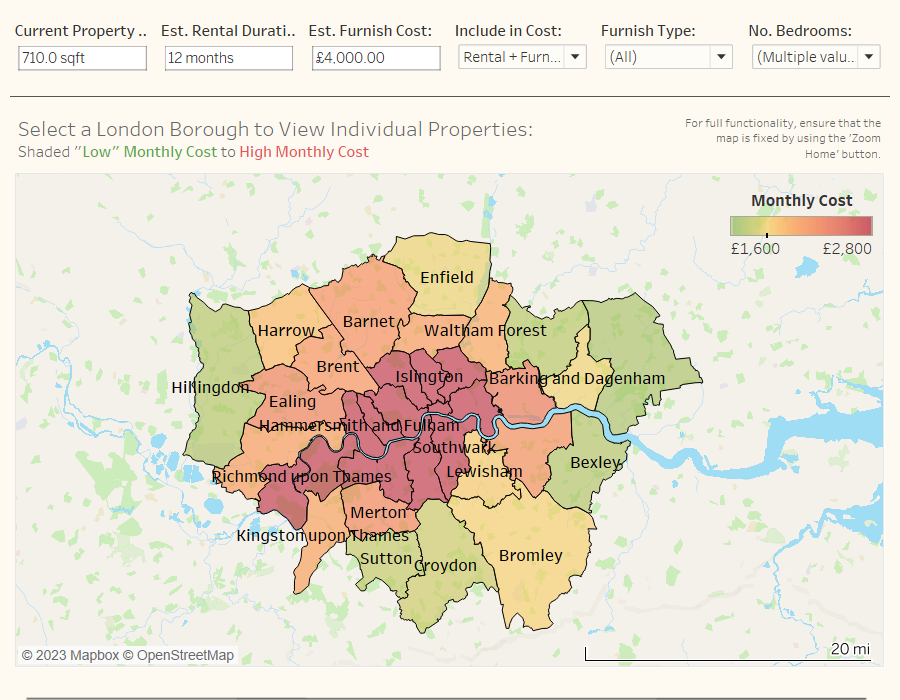 Current Property ..
Est. Rental Durati..
Est. Furnish Cost:
Include in Cost:
Furnish Type:
No. Bedrooms:
710.0 sqft
12 months
£4,000.00
Rental + Furn...
(All)
(Multiple valu...
Select a London Borough to View Individual Properties:
Shaded "Low" Monthly Cost to High Monthly Cost
For full functionality, ensure that the
map is fixed by using the 'Zoom
Home' button.
Monthly Cost
£1,600
£2,800
Enfield
Barnet
Harrow
Waltham Forest
Brent
Islington
Barking and Dagenham
Hillingdon
Ealing
Hammersmith and Fulham
Southwark
Bexley
Lewisham
Richmond upon Thames
Merton
Kingston upon Thames
Sutton
Croydon
Bromley
© 2023 Mapbox © OpenStreetMap
20 mi